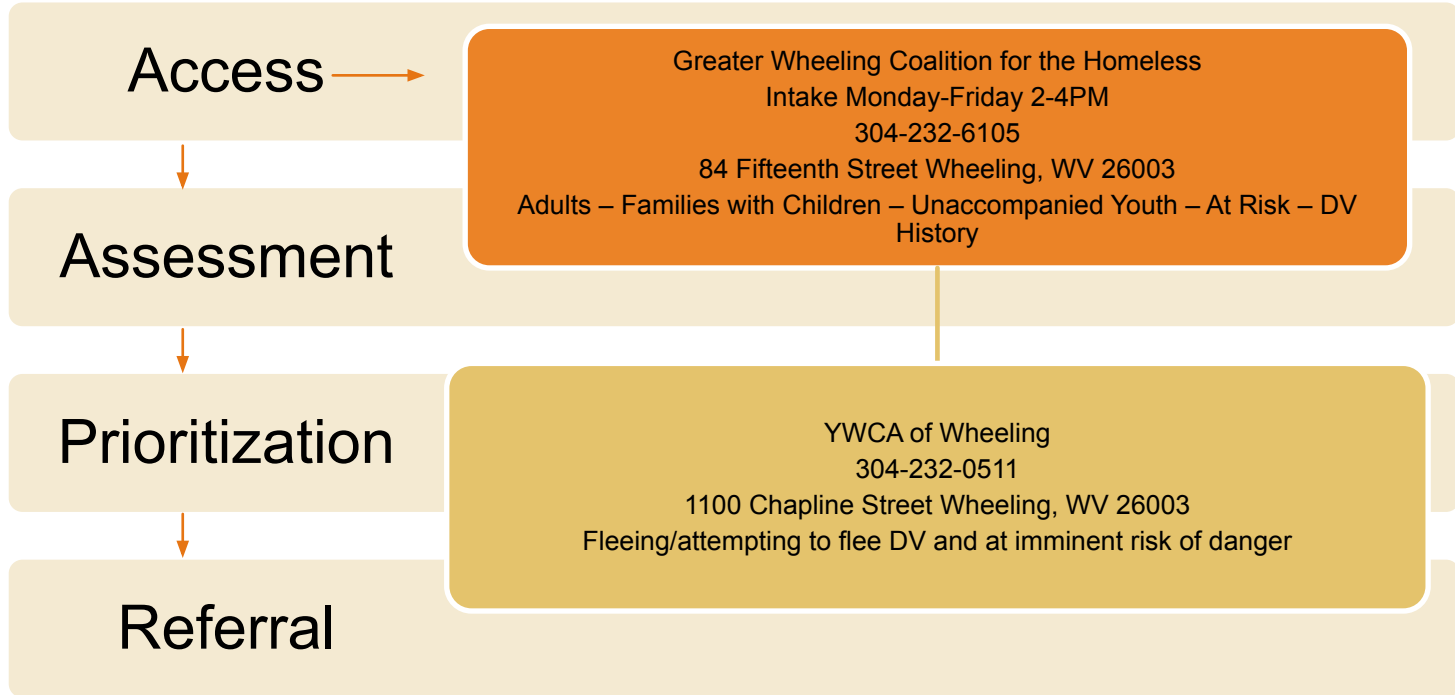 Access
Greater Wheeling Coalition for the Homeless
Intake Monday-Friday 2-4PM
304-232-6105
84 Fifteenth Street Wheeling, WV 26003
Adults – Families with Children – Unaccompanied Youth – At Risk – DV
History
Assessment
Prioritization
YWCA of Wheeling
304-232-0511
1100 Chapline Street Wheeling, WV 26003
Fleeing/attempting to flee DV and at imminent risk of danger
Referral